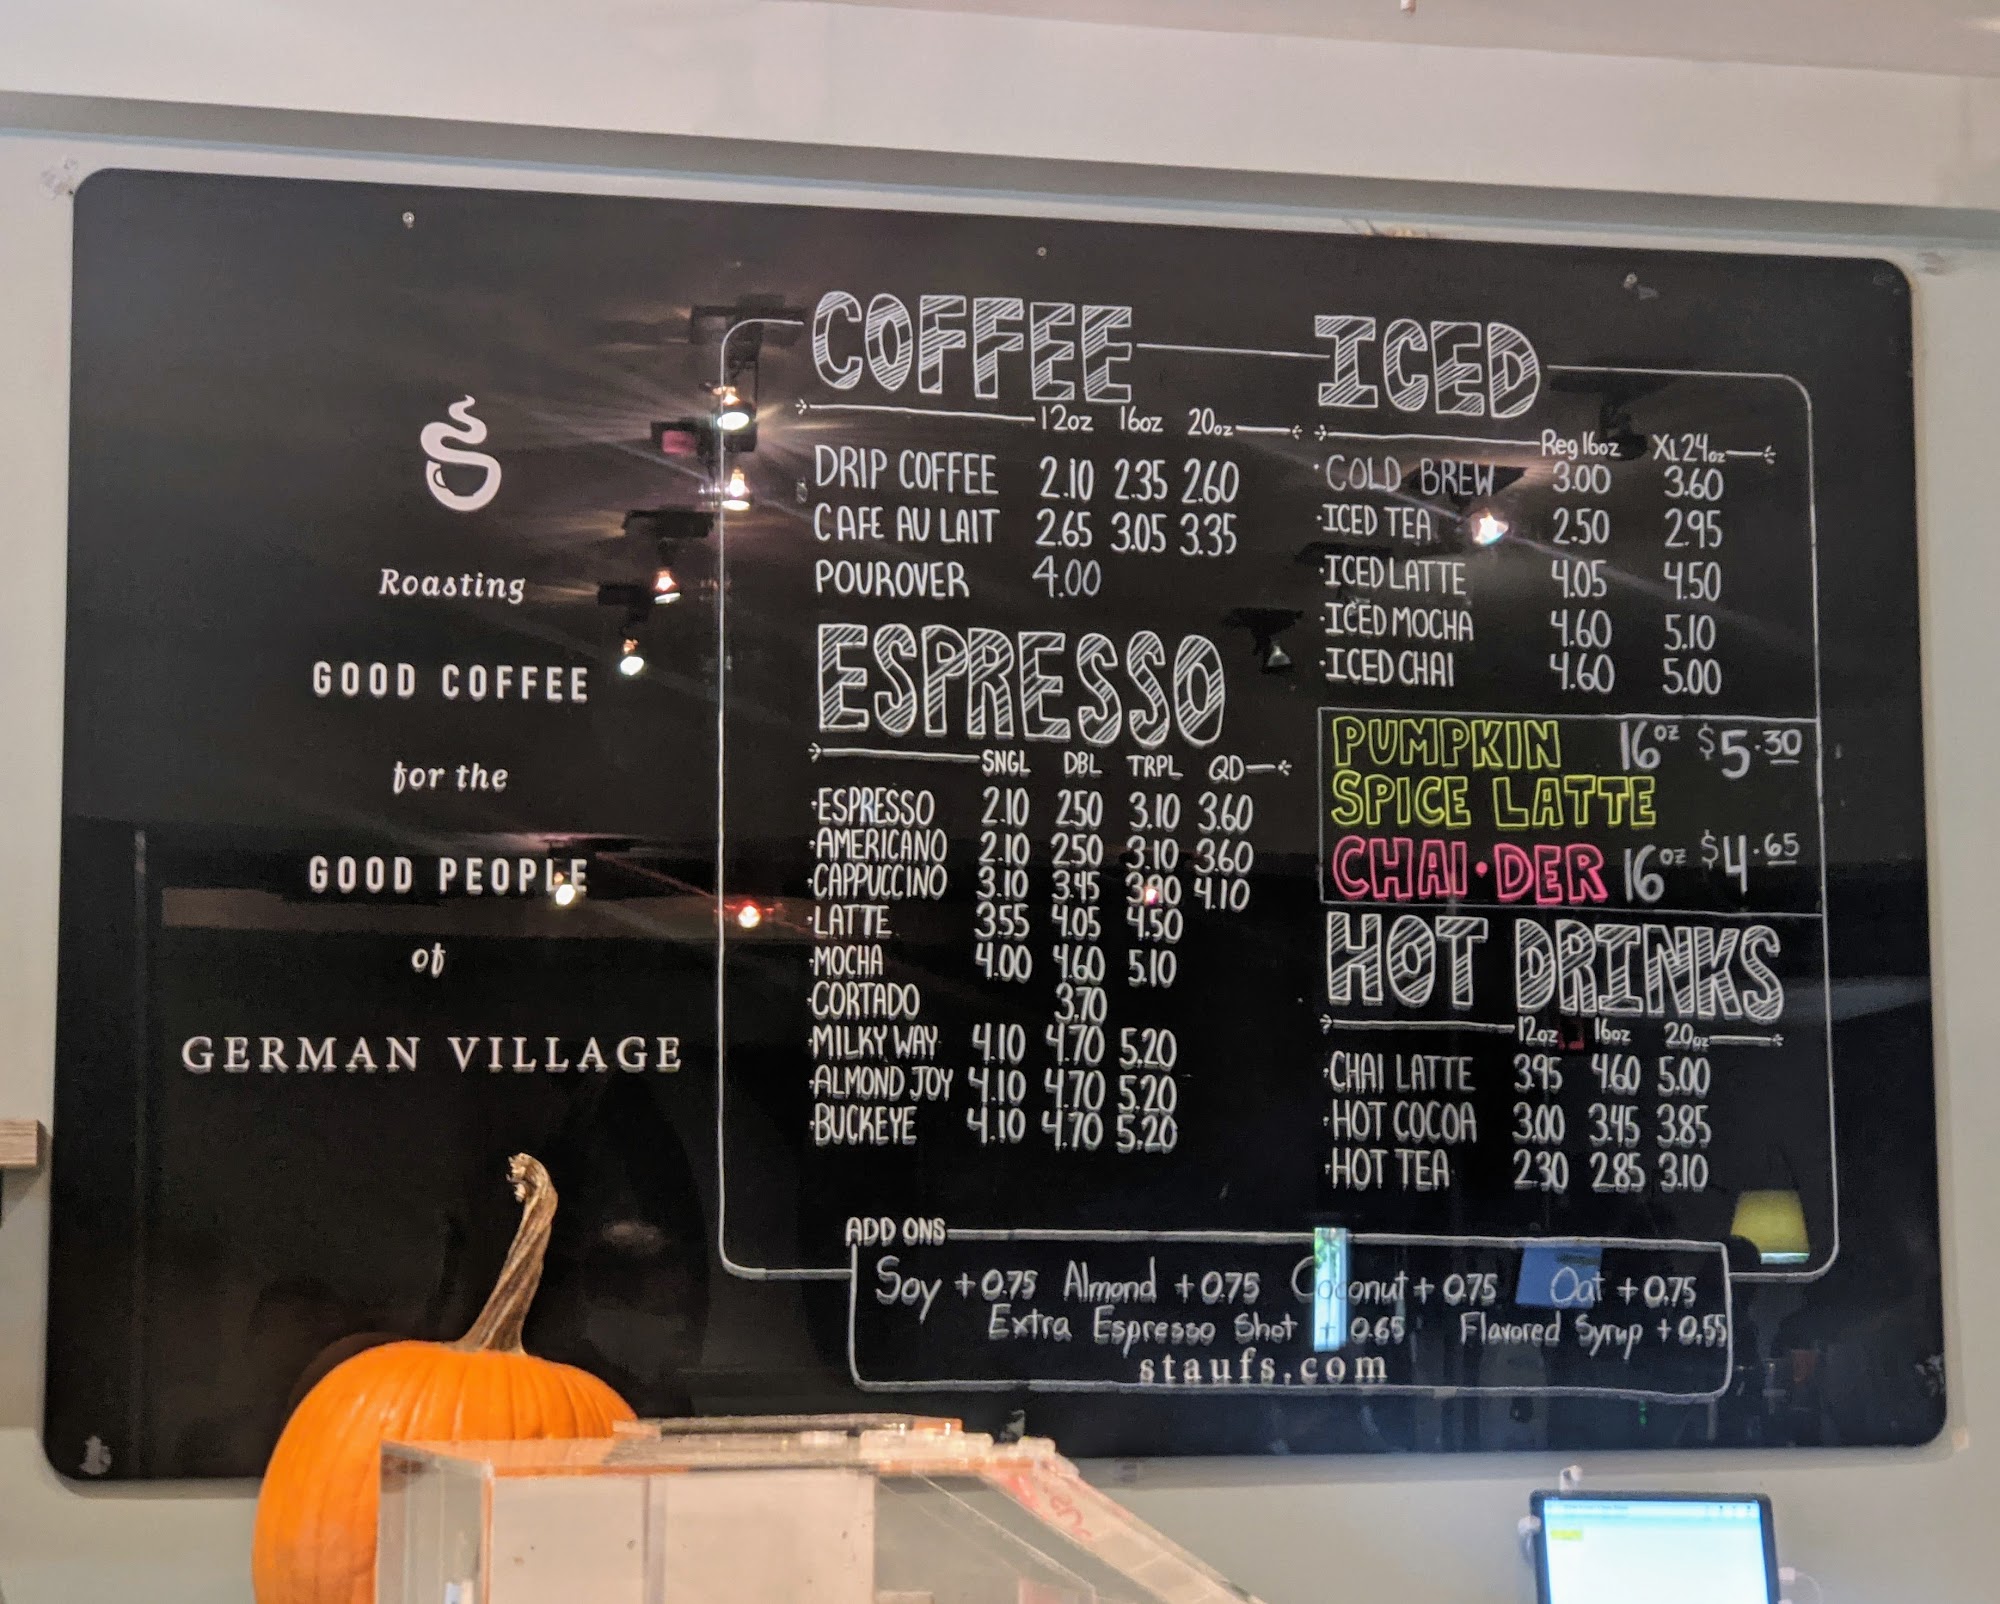 Roasting
GOOD COFFEE
for the
GOOD PEOPLE
of
GERMAN VILLAGE
COFFEE
12oz 16oz 20oz
DRIP COFFEE 2.10 2.35 2.60
CAFE AU LAIT 2.65 3.05 3.35
POUROVER 4.00
ESPRESSO
SNGL DBL TRPL QD
·ESPRESSO 2.10 2.50 3.10 3.60
·AMERICANO 2.10 2.50 3.10 3.60
·CAPPUCCINO 3.10 3.45 4.10
·LATTE 3.55 4.05 4.50
·MOCHA 4.00 4.60 5.10
·CORTADO 3.70
·MILKY WAY 4.10 4.70 5.20
·ALMOND JOY 4.10 4.70 5.20
·BUCKEYE 4.10 4.70 5.20
ICED
Reg 16oz XL 24oz
·COLD BREW 3.00 3.60
·ICED TEA 2.50 2.95
·ICED LATTE 4.05 4.50
·ICED MOCHA 4.60 5.10
·ICED CHAI 4.60 5.00
PUMPKIN 16oz $5.30
SPICE LATTE
CHAI·DER 16oz $4.65
HOT DRINKS
12oz 16oz 20oz
·CHAI LATTE 3.95 4.60 5.00
·HOT COCOA 3.00 3.45 3.85
·HOT TEA 2.30 2.85 3.10
ADD ONS
Soy +0.75 Almond +0.75 Coconut +0.75 Oat +0.75
Extra Espresso Shot + 0.65 Flavored Syrup +0.55
staufs.com